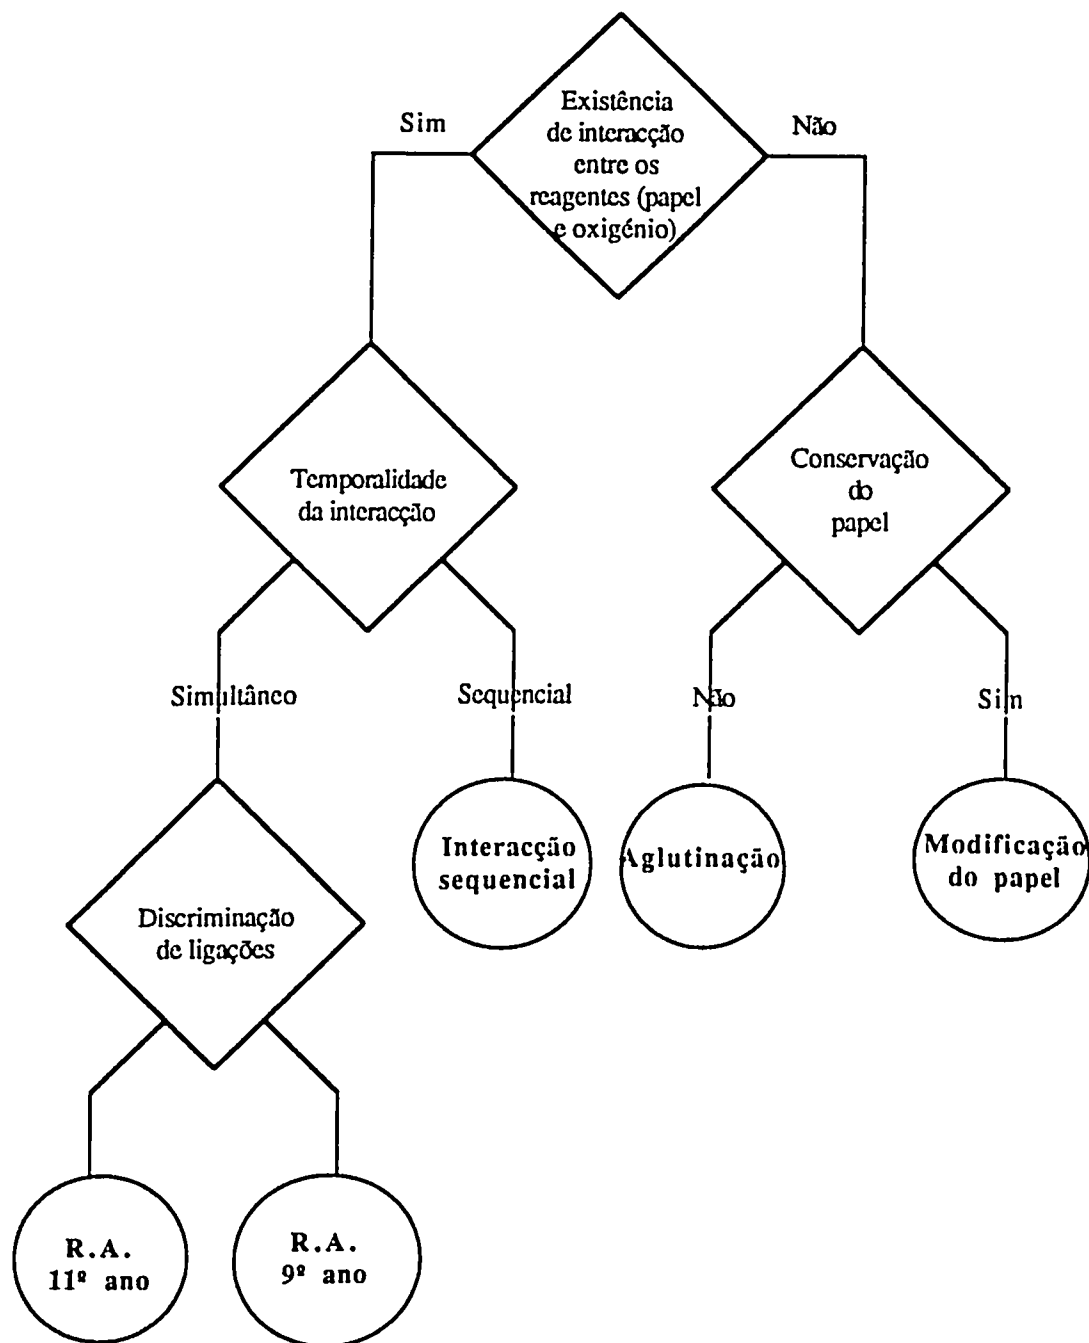 Existência
de interacção
entre os
reagentes (papel
e oxigénio)
Sim
Não
Temporalidade
da interacção
Conservação
do
papel
Simultâneo
Sequencial
Não
Sim
Interacção
sequencial
Aglutinação
Modificação
do papel
Discriminação
de ligações
R.A.
11º ano
R.A.
9º ano